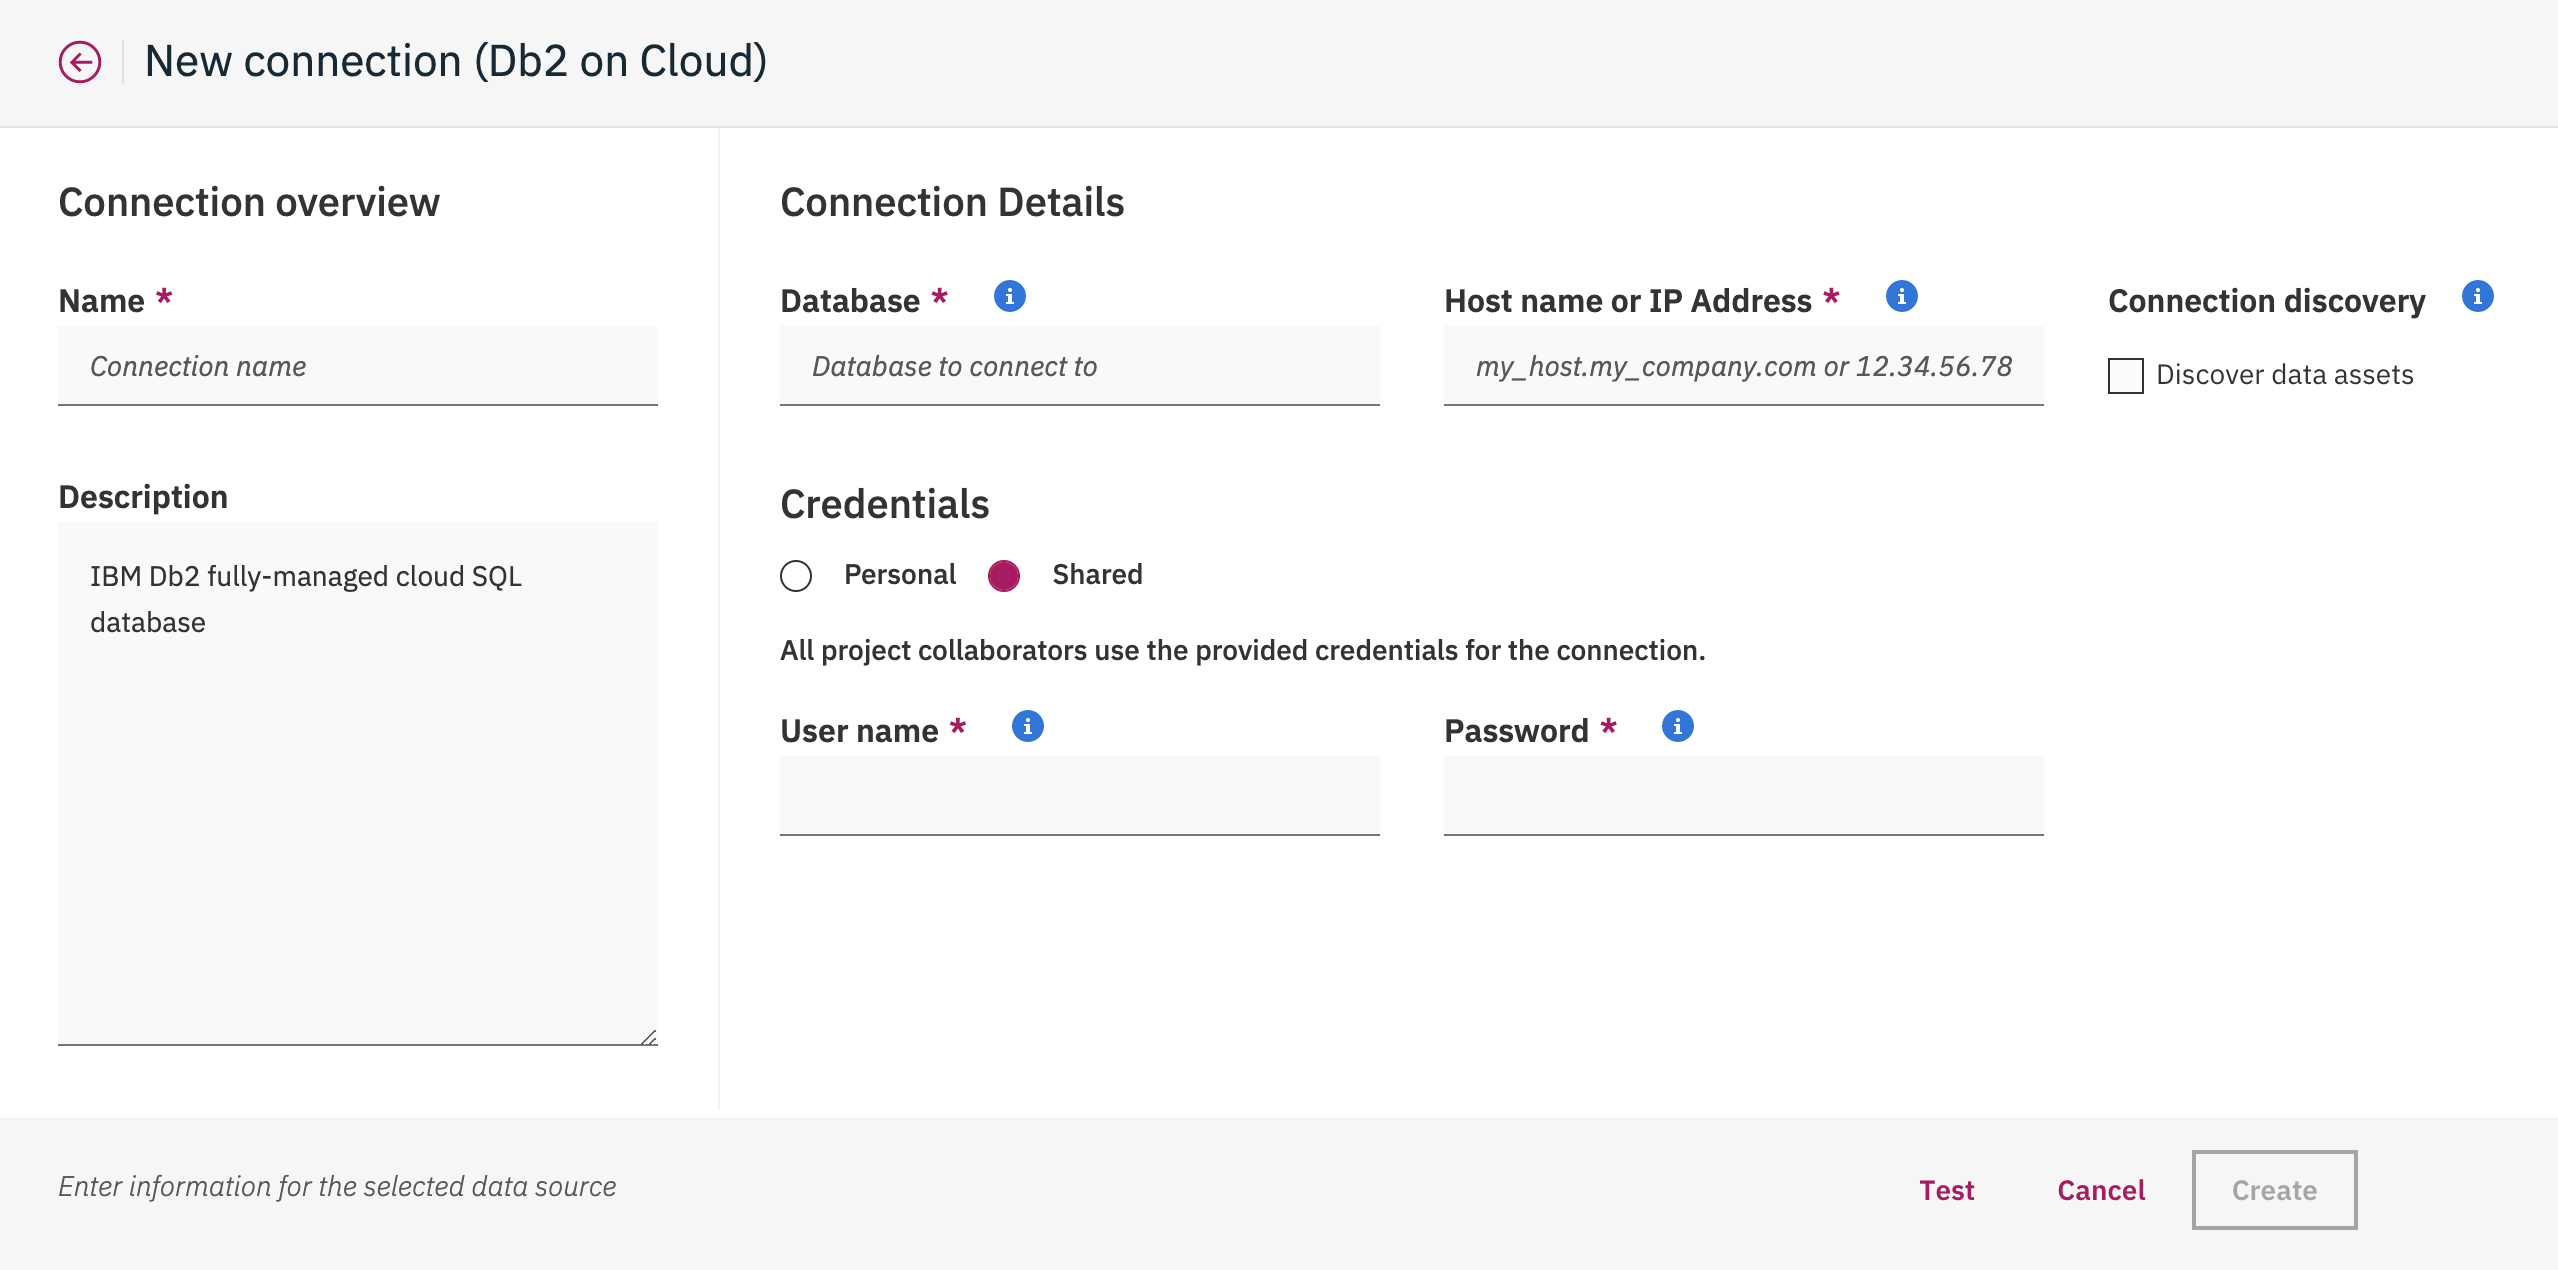 New connection (Db2 on Cloud)
Connection overview
Name *
Connection name
Description
IBM Db2 fully-managed cloud SQL
database
Connection Details
Database *
Database to connect to
Host name or IP Address *
my_host.my_company.com or 12.34.56.78
Connection discovery
Discover data assets
Credentials
Personal
Shared
All project collaborators use the provided credentials for the connection.
User name *
Password *
Enter information for the selected data source
Test
Cancel
Create